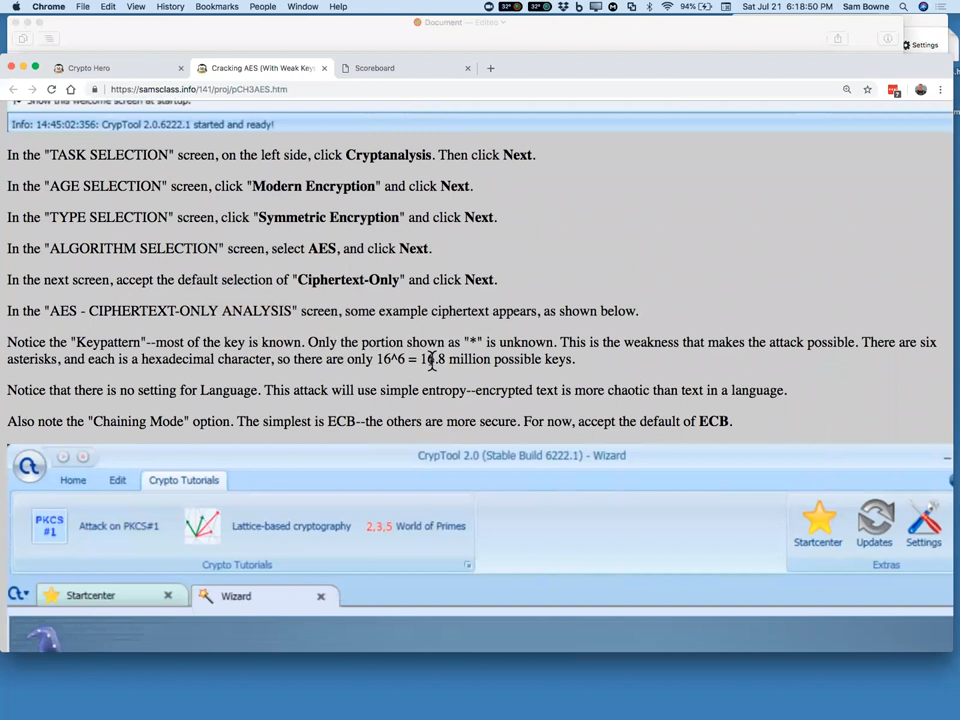 Chrome File Edit View History Bookmarks People Window Help 32° 32° 94% Sat Jul 21 6:18:50 PM Sam Bowne
Document — Edited
Settings
Crypto Hero × Cracking AES (With Weak Keys × Scoreboard × +
https://samsclass.info/141/proj/pCH3AES.htm
Show this welcome screen at startup.
Info: 14:45:02:356: CrypTool 2.0.6222.1 started and ready!
In the "TASK SELECTION" screen, on the left side, click Cryptanalysis. Then click Next.
In the "AGE SELECTION" screen, click "Modern Encryption" and click Next.
In the "TYPE SELECTION" screen, click "Symmetric Encryption" and click Next.
In the "ALGORITHM SELECTION" screen, select AES, and click Next.
In the next screen, accept the default selection of "Ciphertext-Only" and click Next.
In the "AES - CIPHERTEXT-ONLY ANALYSIS" screen, some example ciphertext appears, as shown below.
Notice the "Keypattern"--most of the key is known. Only the portion shown as "*" is unknown. This is the weakness that makes the attack possible. There are six
asterisks, and each is a hexadecimal character, so there are only 16^6 = 16.8 million possible keys.
Notice that there is no setting for Language. This attack will use simple entropy--encrypted text is more chaotic than text in a language.
Also note the "Chaining Mode" option. The simplest is ECB--the others are more secure. For now, accept the default of ECB.
CrypTool 2.0 (Stable Build 6222.1) - Wizard
Home Edit Crypto Tutorials
PKCS #1 Attack on PKCS#1 Lattice-based cryptography 2,3,5 World of Primes
Startcenter Updates Settings
Crypto Tutorials Extras
Startcenter × Wizard ×